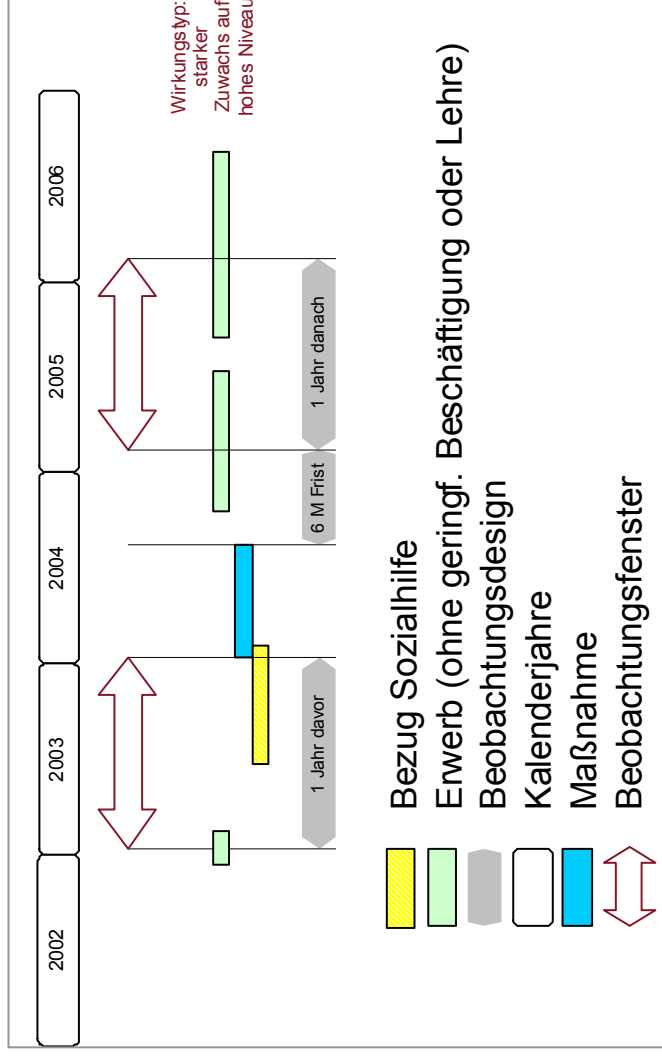 2002
2003
2004
2005
2006
Wirkungstyp:
starker
Zuwachs auf
hohes Niveau
1 Jahr davor
6 M Frist
1 Jahr danach
Bezug Sozialhilfe
Erwerb (ohne geringf. Beschäftigung oder Lehre)
Beobachtungsdesign
Kalenderjahre
Maßnahme
Beobachtungsfenster